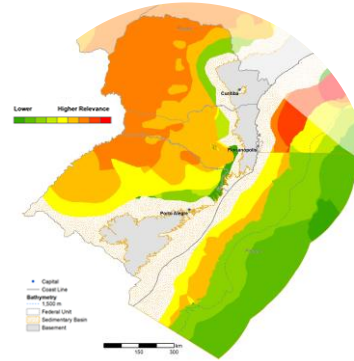 Curitiba
Lower
Higher Relevance
Florianópolis
Porto Alegre
Capital
Coast Line
Bathymetry
1,500 m
Federal Unit
Sedimentary Basin
Basement
150
300
km